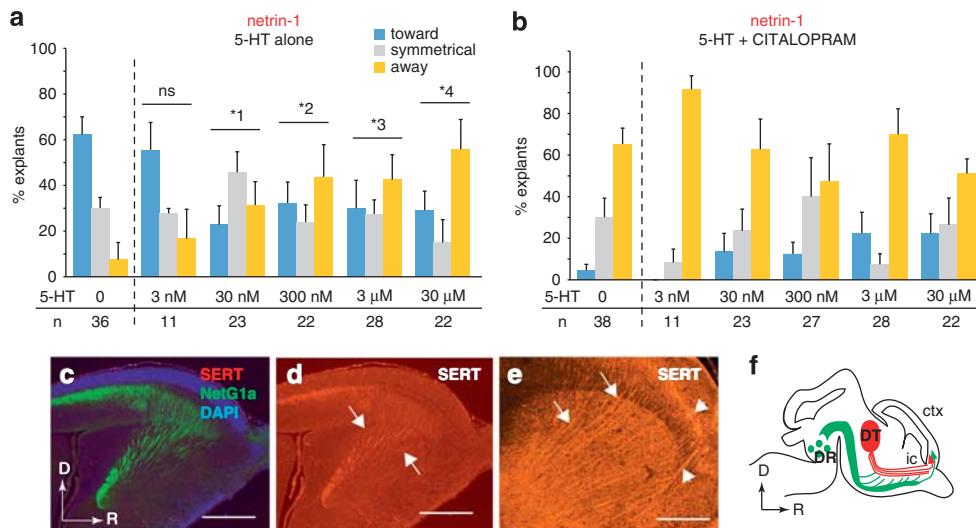 a
netrin-1
5-HT alone
toward
symmetrical
away
% explants
100
80
60
40
20
0
ns
*1
*2
*3
*4
5-HT 0 3 nM 30 nM 300 nM 3 µM 30 µM
n 36 11 23 22 28 22
b
netrin-1
5-HT + CITALOPRAM
% explants
100
80
60
40
20
0
5-HT 0 3 nM 30 nM 300 nM 3 µM 30 µM
n 38 11 23 27 28 22
c
SERT
NetG1a
DAPI
D
R
d
SERT
e
SERT
f
ctx
DT
DR
ic
D
R